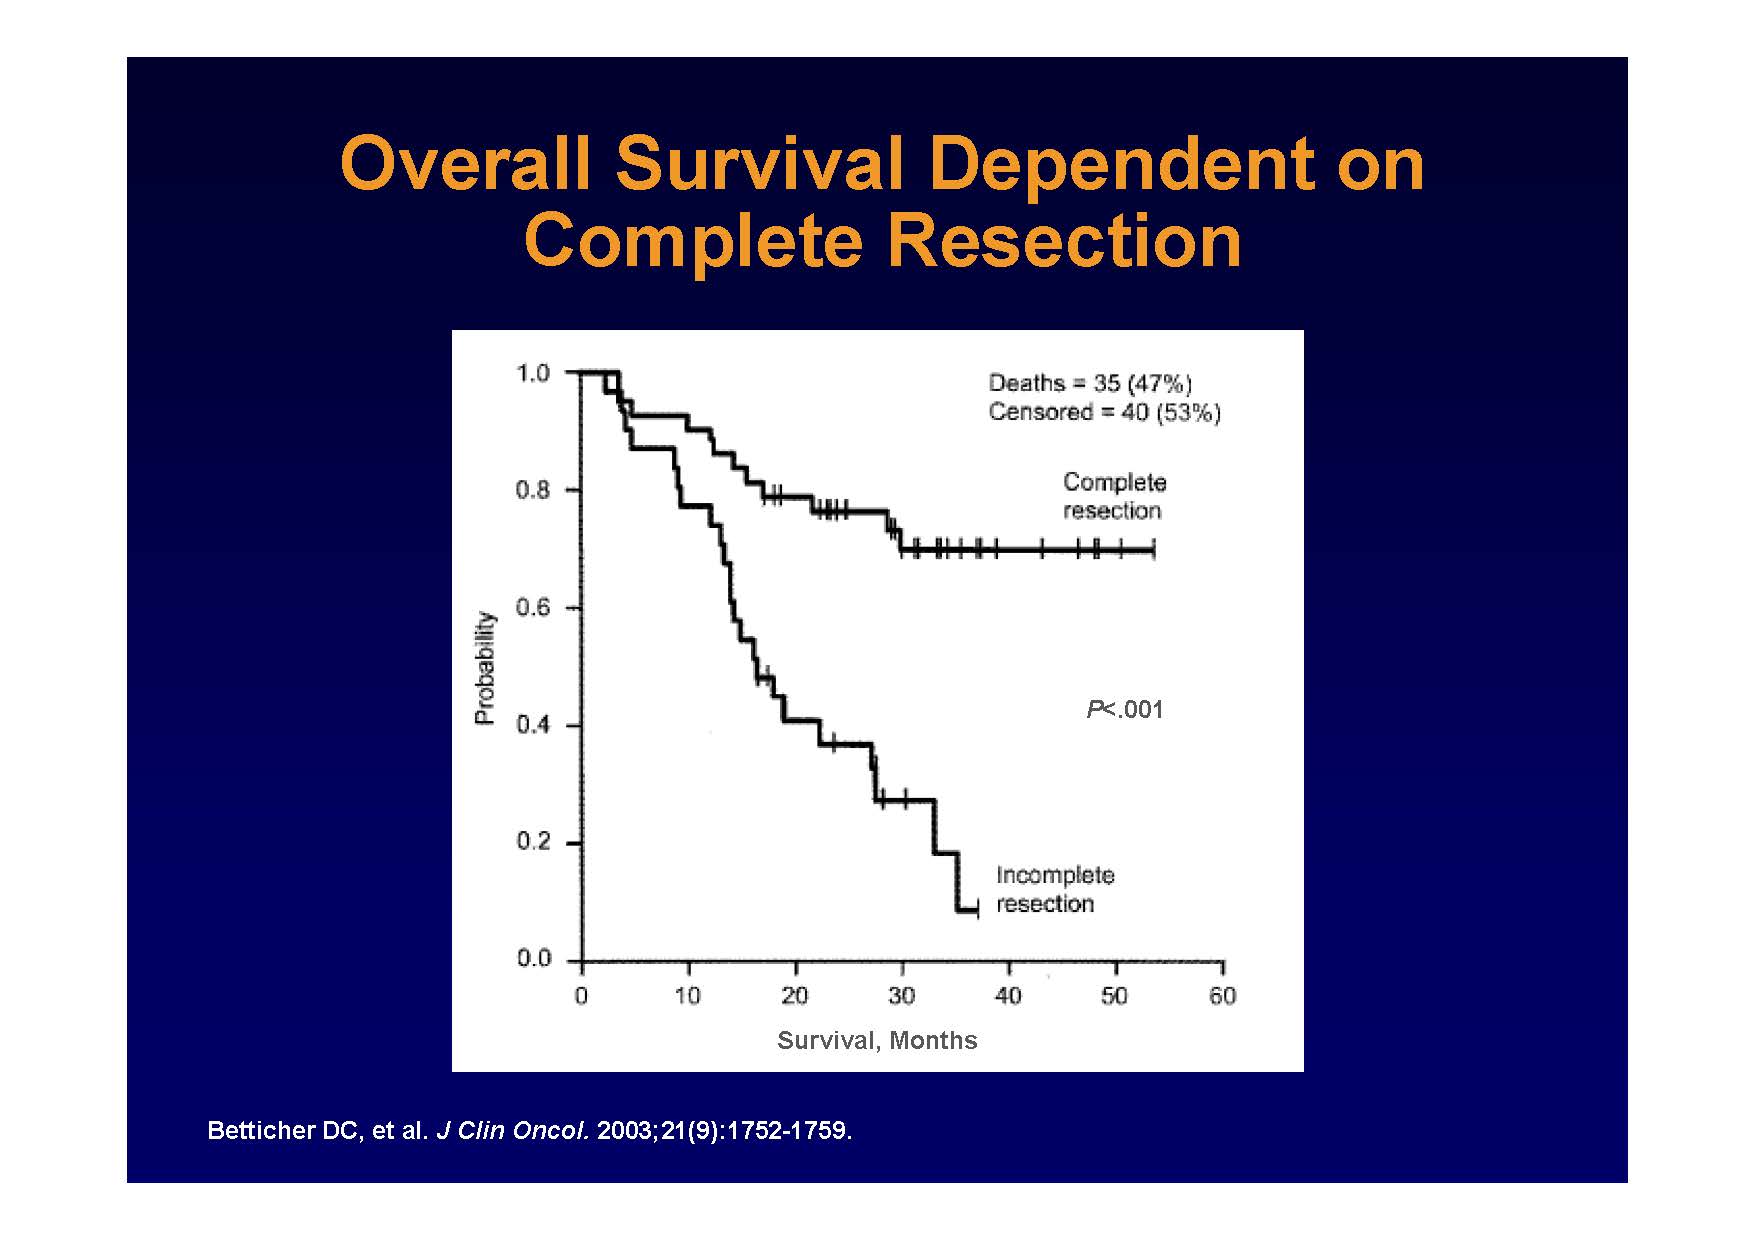 Overall Survival Dependent on
Complete Resection
1.0
Deaths = 35 (47%)
Censored = 40 (53%)
0.8
Complete
resection
0.6
Probability
P<.001
0.4
0.2
Incomplete
resection
0.0
0 10 20 30 40 50 60
Survival, Months
Betticher DC, et al. J Clin Oncol. 2003;21(9):1752-1759.